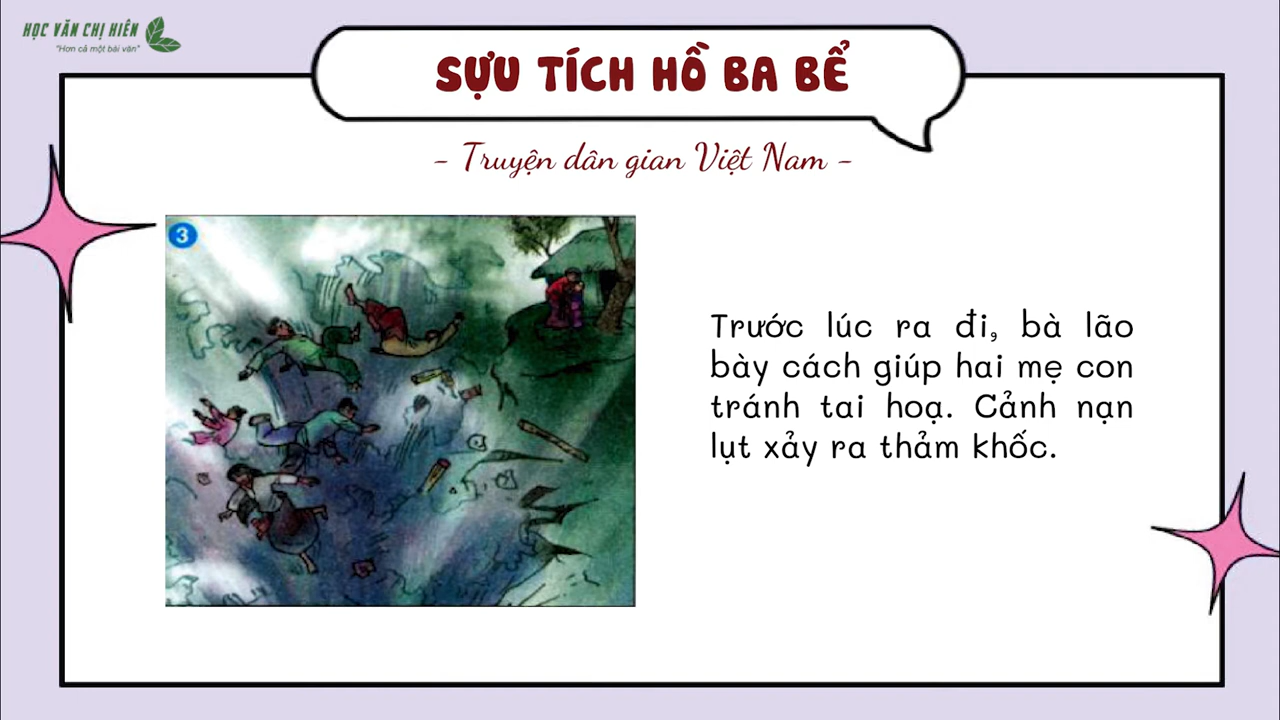 HỌC VĂN CHỊ HIÊN
"Hơn cả một bài văn"
SỰU TÍCH HỒ BA BỂ
- Truyện dân gian Việt Nam -
3
Trước lúc ra đi, bà lão
bày cách giúp hai mẹ con
tránh tai hoạ. Cảnh nạn
lụt xảy ra thảm khốc.